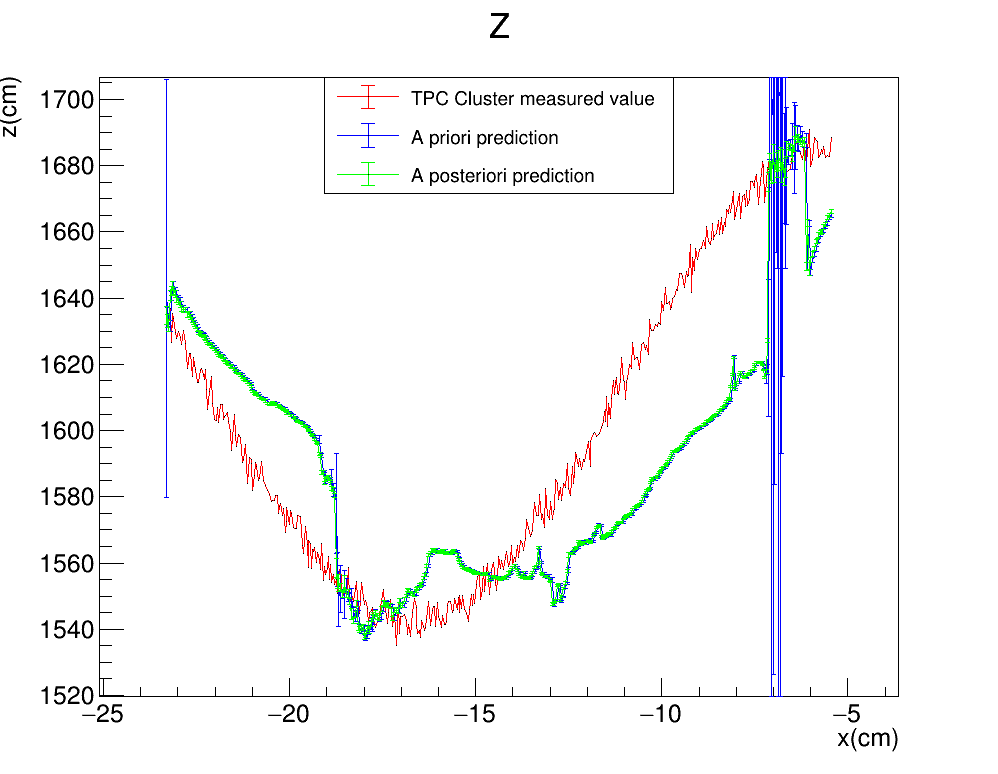 Z
z(cm)
TPC Cluster measured value
A priori prediction
A posteriori prediction
1700
1680
1660
1640
1620
1600
1580
1560
1540
1520
−25 −20 −15 −10 −5
x(cm)